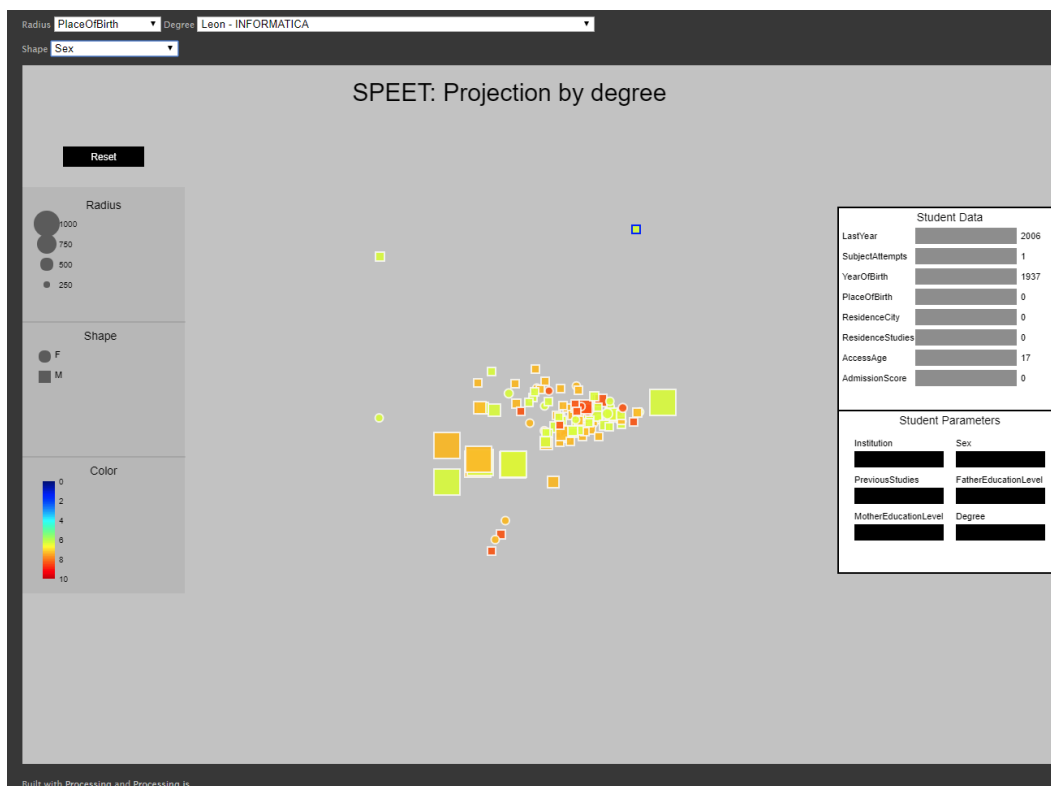 Radius PlaceOfBirth Degree Leon - INFORMATICA
Shape Sex
SPEET: Projection by degree
Reset
Radius
1000
750
500
250
Shape
F
M
Color
0
2
4
6
8
10
Student Data
LastYear 2006
SubjectAttempts 1
YearOfBirth 1937
PlaceOfBirth 0
ResidenceCity 0
ResidenceStudies 0
AccessAge 17
AdmissionScore 0
Student Parameters
Institution Sex
PreviousStudies FatherEducationLevel
MotherEducationLevel Degree
Built with Processing and Processing.js